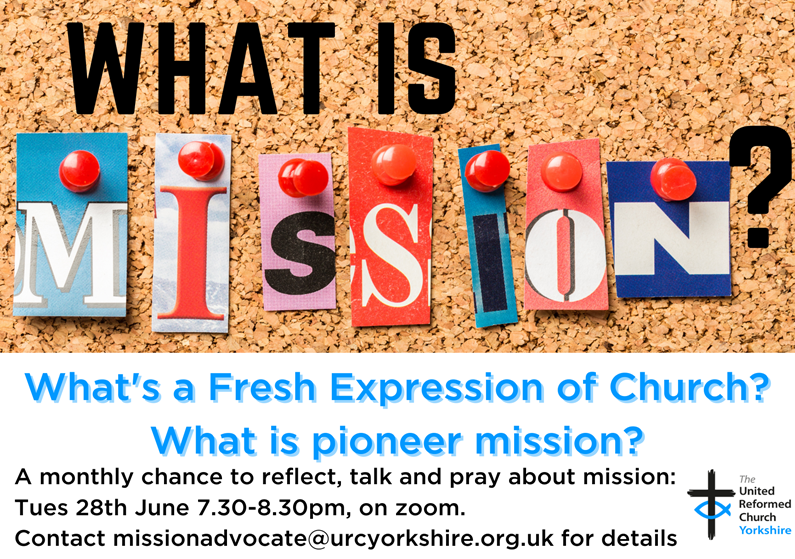 WHAT IS
MISSION?
What's a Fresh Expression of Church?
What is pioneer mission?
A monthly chance to reflect, talk and pray about mission:
Tues 28th June 7.30-8.30pm, on zoom.
Contact missionadvocate@urcyorkshire.org.uk for details
The
United
Reformed
Church
Yorkshire